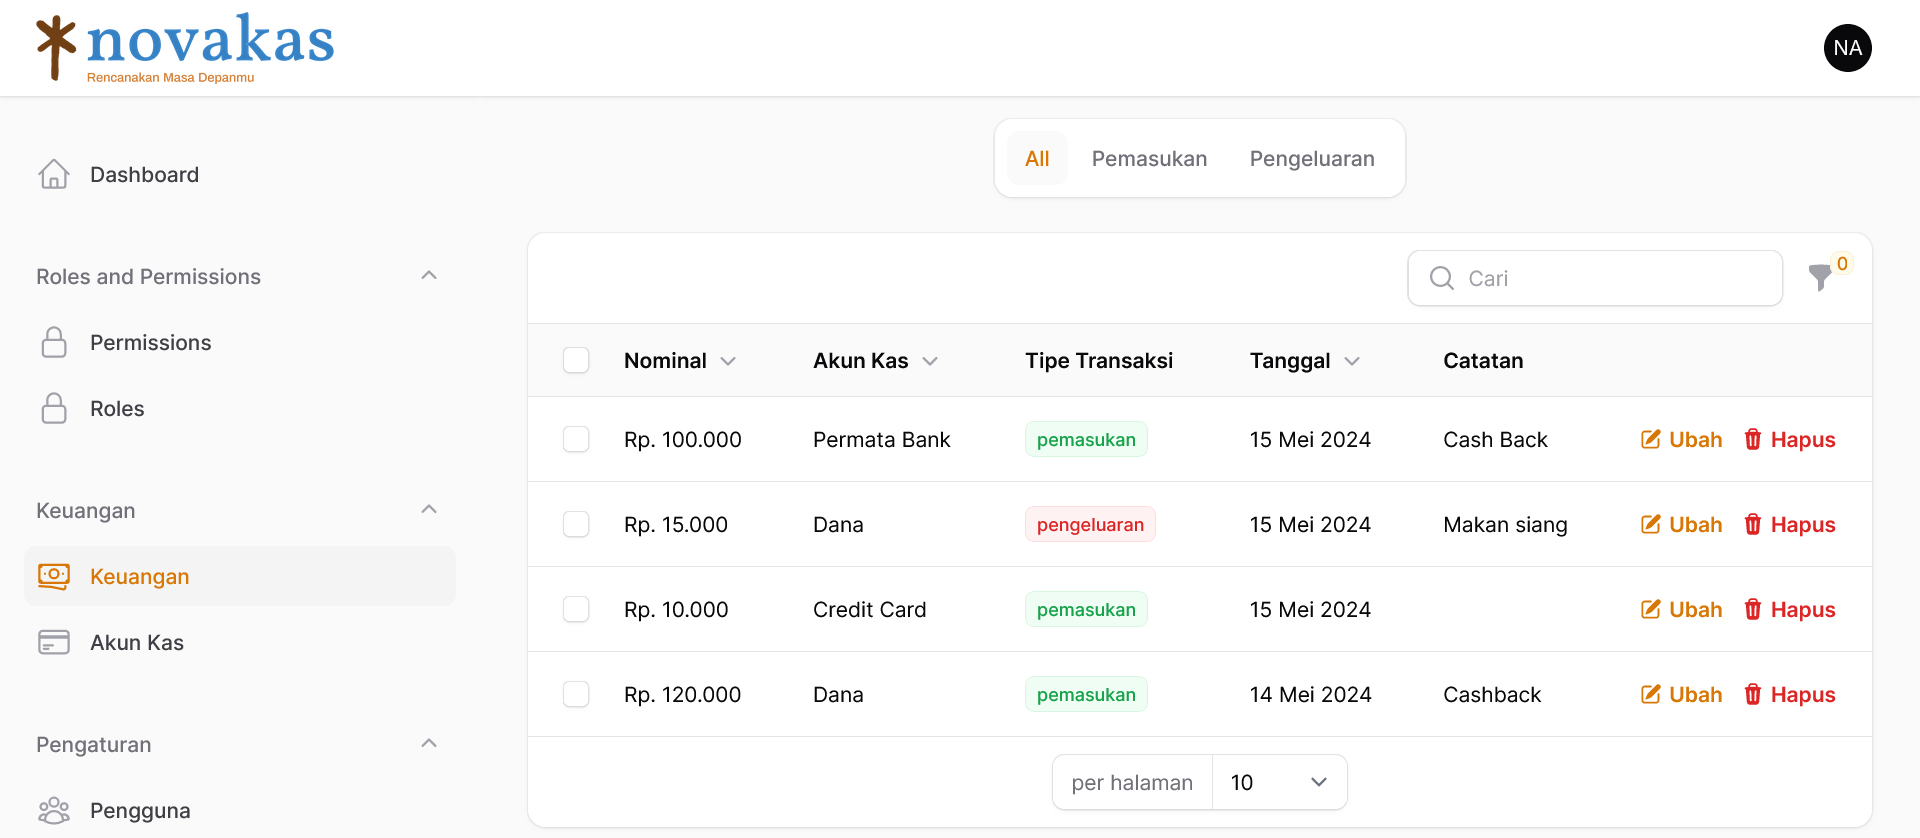 novakas
Rencanakan Masa Depanmu
NA
Dashboard
Roles and Permissions
Permissions
Roles
Keuangan
Keuangan
Akun Kas
Pengaturan
Pengguna
All Pemasukan Pengeluaran
Cari 0
Nominal Akun Kas Tipe Transaksi Tanggal Catatan
Rp. 100.000 Permata Bank pemasukan 15 Mei 2024 Cash Back Ubah Hapus
Rp. 15.000 Dana pengeluaran 15 Mei 2024 Makan siang Ubah Hapus
Rp. 10.000 Credit Card pemasukan 15 Mei 2024 Ubah Hapus
Rp. 120.000 Dana pemasukan 14 Mei 2024 Cashback Ubah Hapus
per halaman 10